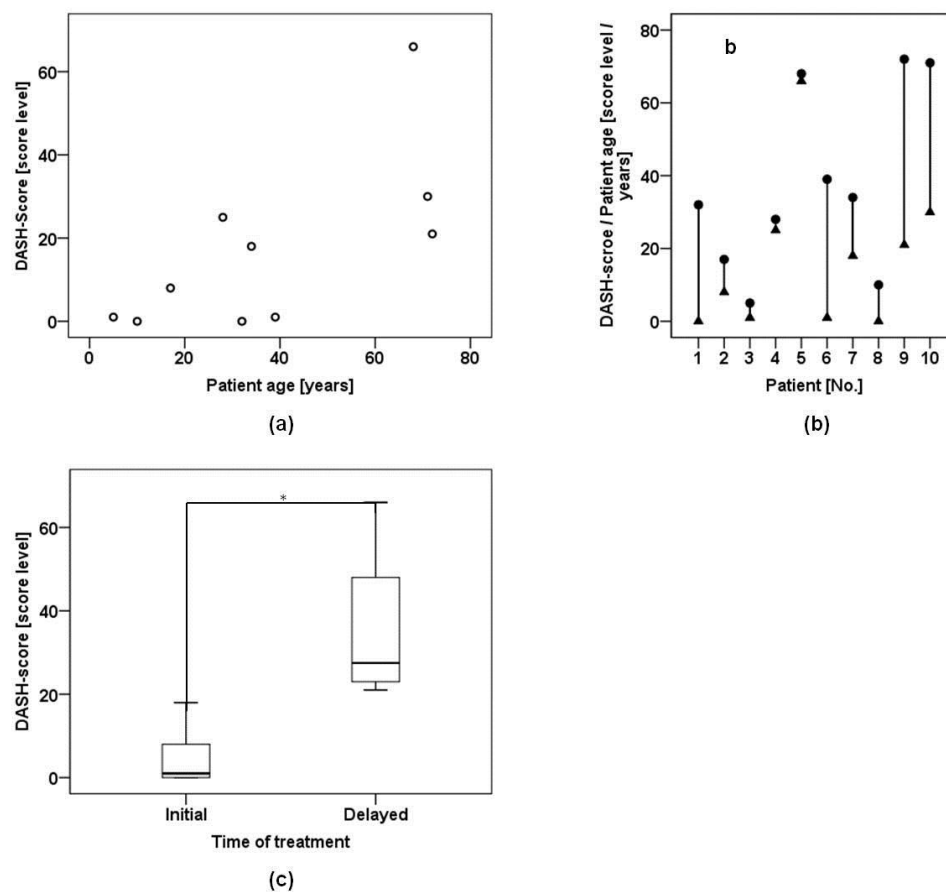 DASH-Score [score level]
60
40
20
0
0 20 40 60 80
Patient age [years]
(a)
b
DASH-scroe / Patient age [score level /
years]
80
60
40
20
0
1 2 3 4 5 6 7 8 9 10
Patient [No.]
(b)
*
DASH-score [score level]
60
40
20
0
Initial Delayed
Time of treatment
(c)